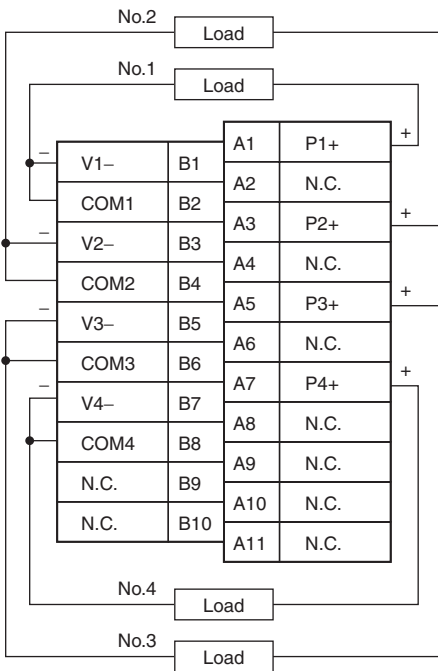 No.2
Load
No.1
Load
– V1– B1 A1 P1+ +
COM1 B2 A2 N.C.
– V2– B3 A3 P2+ +
COM2 B4 A4 N.C.
– V3– B5 A5 P3+ +
COM3 B6 A6 N.C.
– V4– B7 A7 P4+ +
COM4 B8 A8 N.C.
N.C. B9 A9 N.C.
N.C. B10 A10 N.C.
A11 N.C.
No.4
Load
No.3
Load